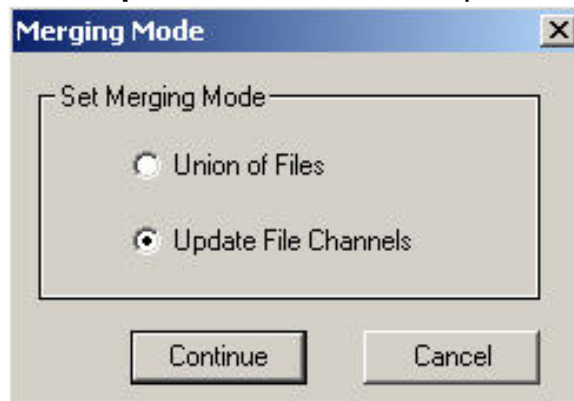 Merging Mode
Set Merging Mode
Union of Files
Update File Channels
Continue Cancel